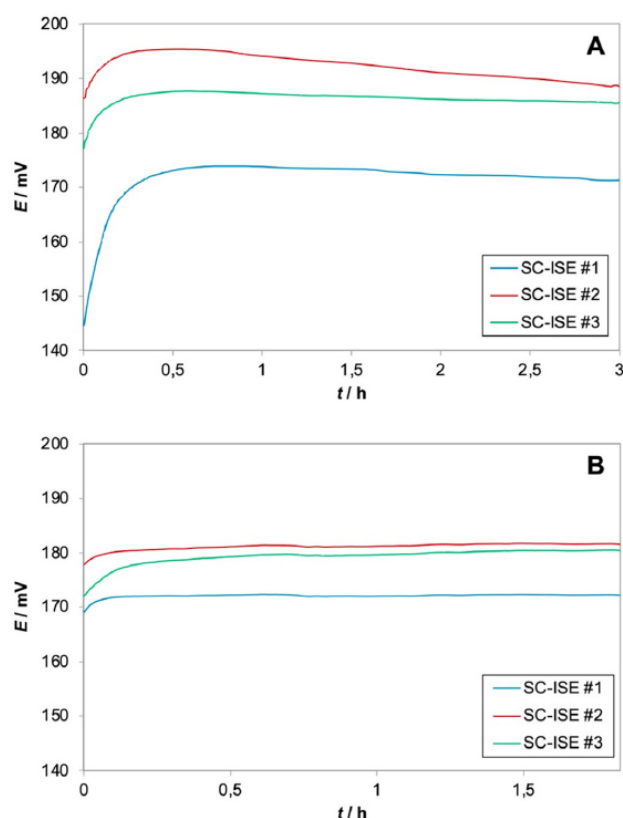 200
A
190
180
E / mV
170
160
150
140
SC-ISE #1
SC-ISE #2
SC-ISE #3
0
0,5
1
1,5
2
2,5
3
t / h
200
B
190
180
E / mV
170
160
150
140
SC-ISE #1
SC-ISE #2
SC-ISE #3
0
0,5
1
1,5
t / h